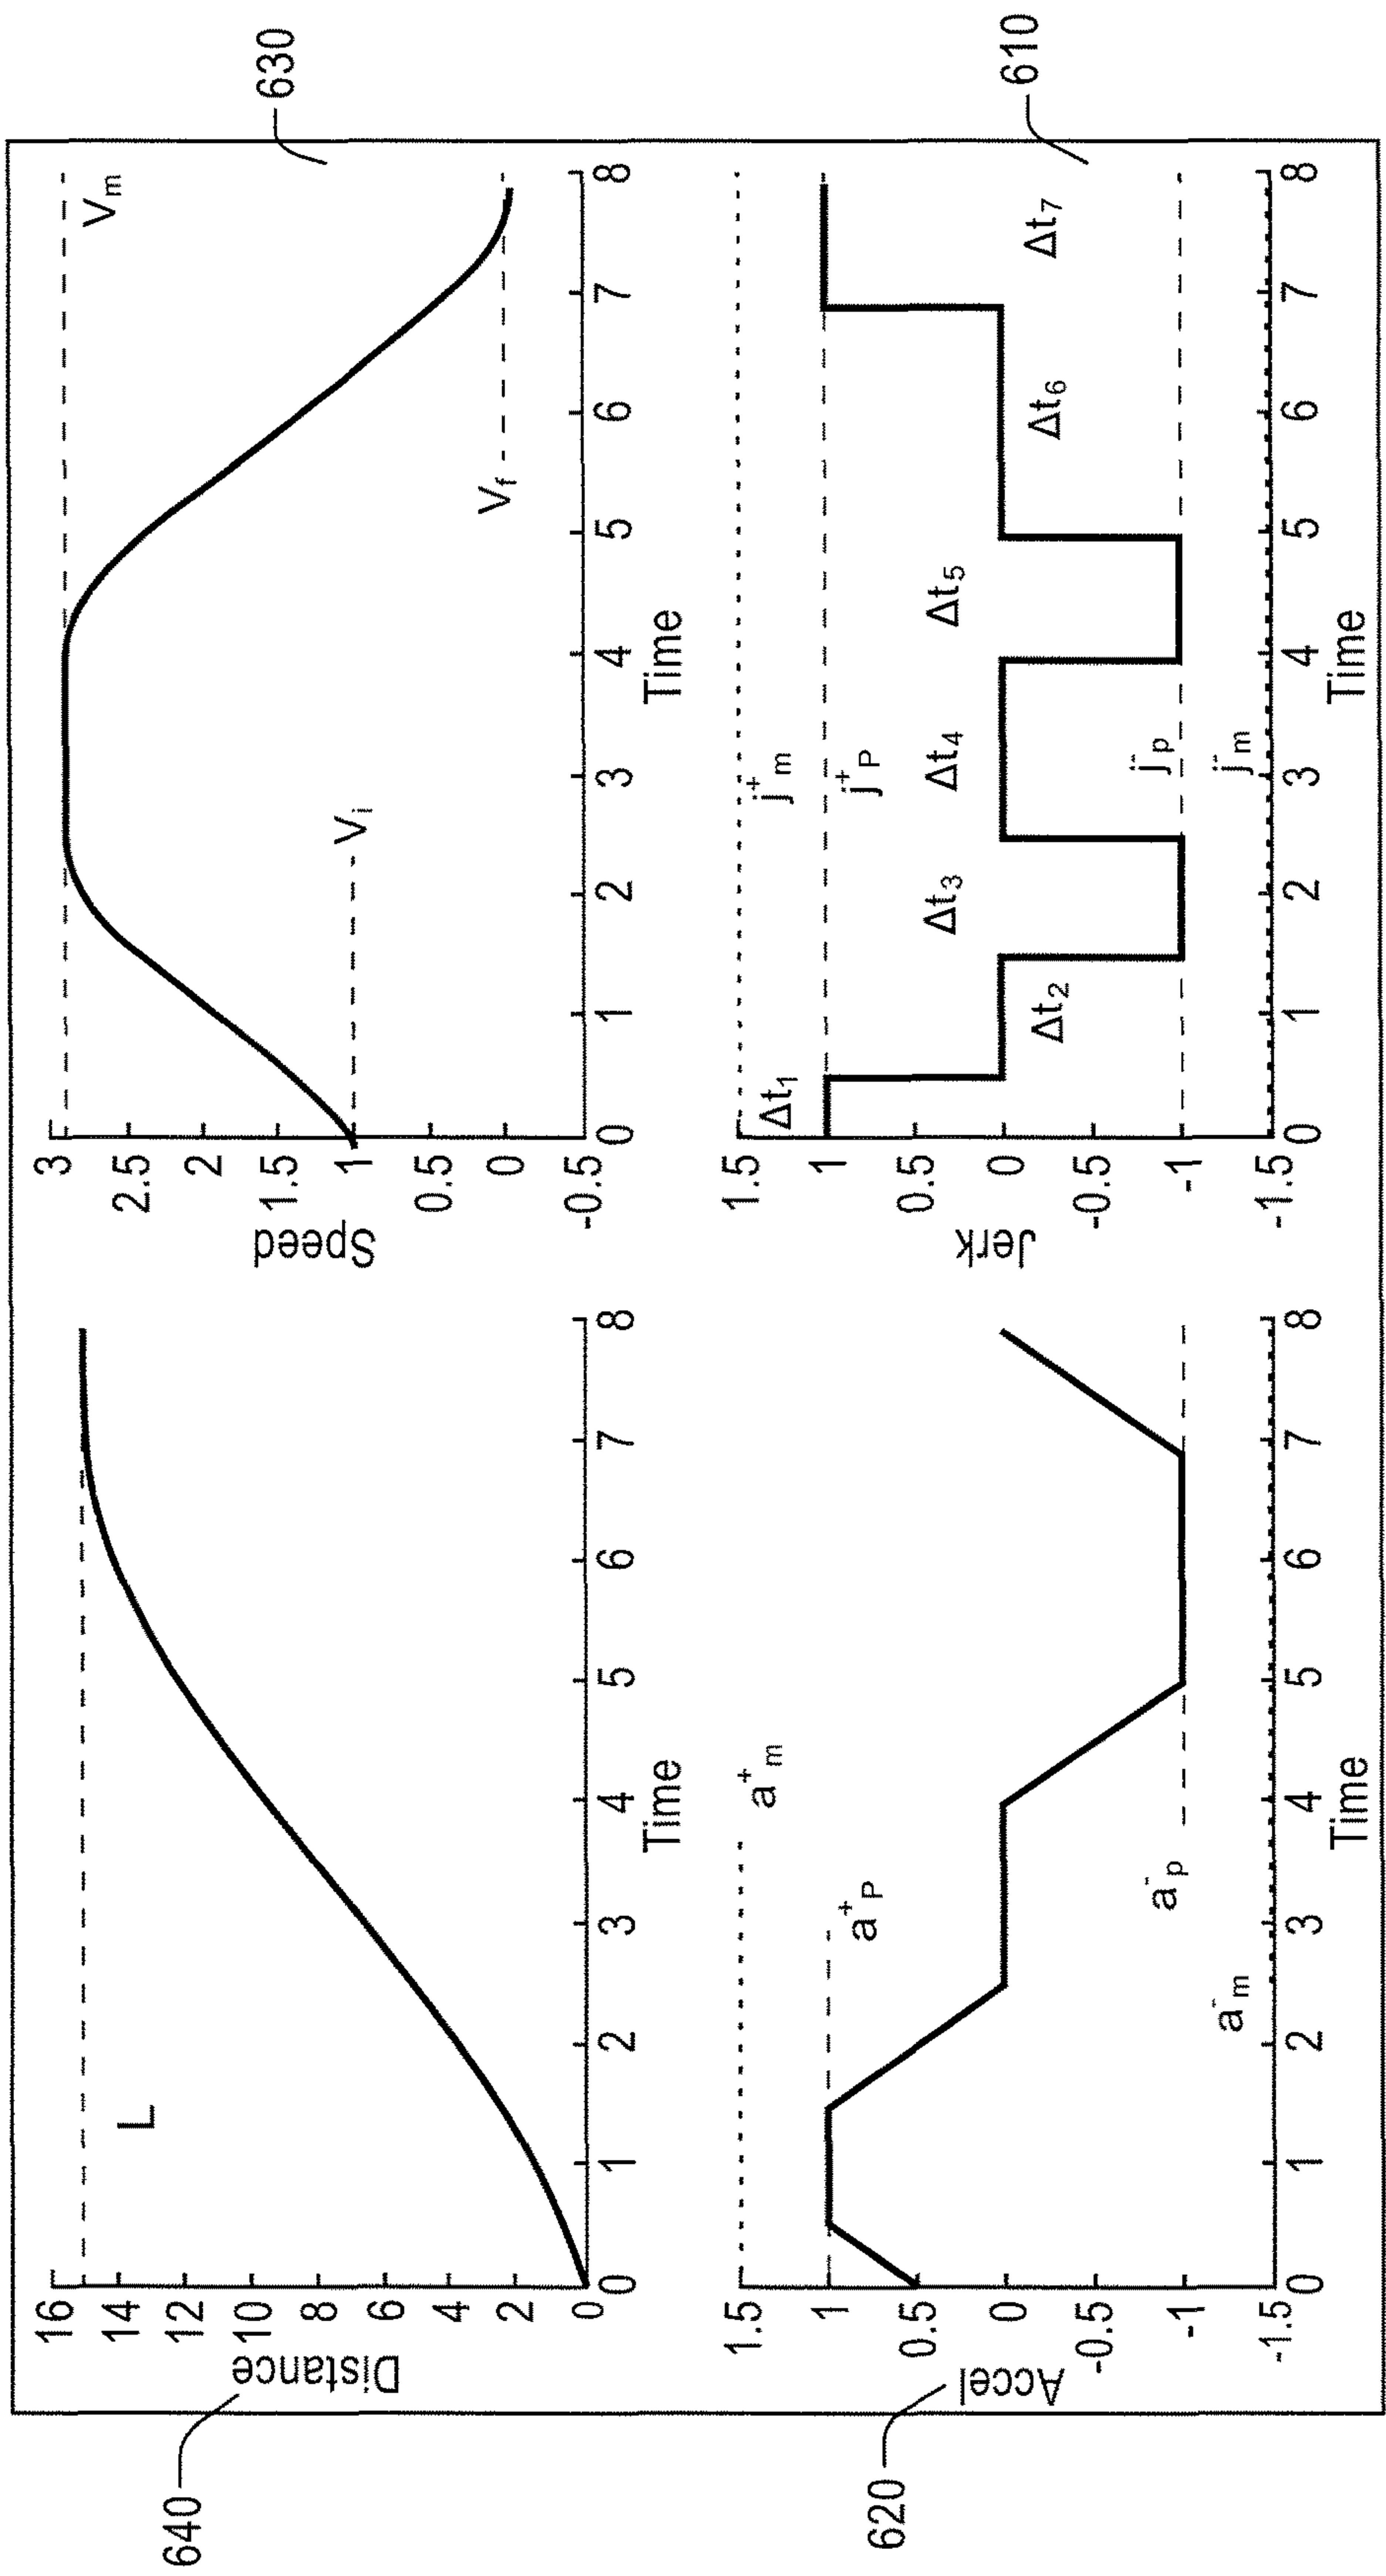 640
Distance
16
14
12
10
8
6
4
2
0
L
0 1 2 3 4 5 6 7 8
Time
630
Speed
3
2.5
2
1.5
1
0.5
0
-0.5
Vm
Vi
Vf
0 1 2 3 4 5 6 7 8
Time
620
Accel
1.5
1
0.5
0
-0.5
-1
-1.5
a+m
a+P
a-p
a-m
0 1 2 3 4 5 6 7 8
Time
610
Jerk
1.5
1
0.5
0
-0.5
-1
-1.5
j+m
j+P
Δt1
Δt3 Δt4 Δt5
Δt2 Δt6 Δt7
j-p
j-m
0 1 2 3 4 5 6 7 8
Time